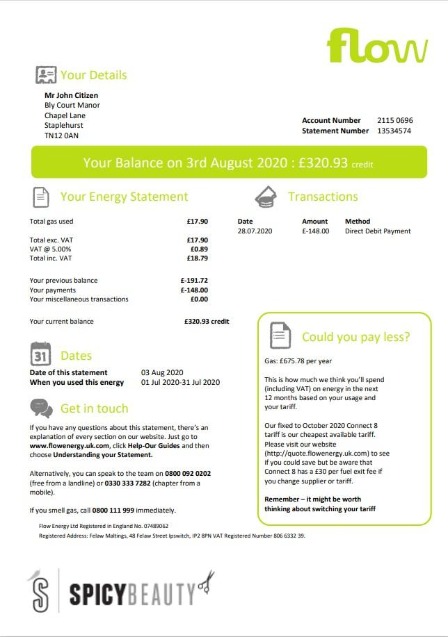 flow
Your Details
Mr John Citizen
Bly Court Manor
Chapel Lane
Staplehurst
TN12 0AN
Account Number 2115 0696
Statement Number 13534574
Your Balance on 3rd August 2020 : £320.93 credit
Your Energy Statement
Total gas used £17.90
Total exc. VAT £17.90
VAT @ 5.00% £0.89
Total inc. VAT £18.79
Your previous balance £-191.72
Your payments £-148.00
Your miscellaneous transactions £0.00
Your current balance £320.93 credit
Transactions
Date Amount Method
28.07.2020 £-148.00 Direct Debit Payment
31 Dates
Date of this statement 03 Aug 2020
When you used this energy 01 Jul 2020-31 Jul 2020
Get in touch
If you have any questions about this statement, there's an
explanation of every section on our website. Just go to
www.flowenergy.uk.com, click Help-Our Guides and then
choose Understanding your Statement.
Alternatively, you can speak to the team on 0800 092 0202
(free from a landline) or 0330 333 7282 (chapter from a
mobile).
If you smell gas, call 0800 111 999 immediately.
Could you pay less?
Gas: £675.78 per year
This is how much we think you'll spend
(including VAT) on energy in the next
12 months based on your usage and
your tariff.
Our fixed to October 2020 Connect 8
tariff is our cheapest available tariff.
Please visit our website
(http://quote.flowenergy.uk.com) to see
If you could save but be aware that
Connect 8 has a £30 per fuel exit fee if
you change supplier or tariff.
Remember – it might be worth
thinking about switching your tariff
Flow Energy Ltd Registered in England No. 07489062
Registered Address: Felaw Maltings, 48 Felaw Street Ipswitch, IP2 8PN VAT Registered Number 806 6332 39.
S SPICYBEAUTY